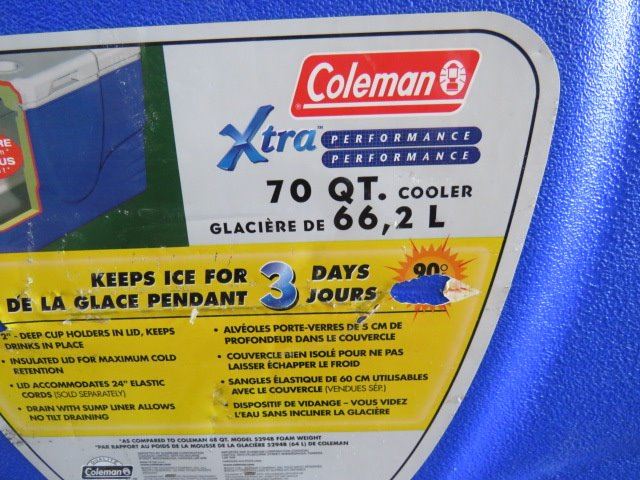 Coleman
Xtra™ PERFORMANCE
PERFORMANCE
RE
US
70 QT. COOLER
GLACIÈRE DE 66,2 L
KEEPS ICE FOR 3 DAYS
DE LA GLACE PENDANT 3 JOURS
90°
2" - DEEP CUP HOLDERS IN LID, KEEPS
DRINKS IN PLACE
• INSULATED LID FOR MAXIMUM COLD
RETENTION
• LID ACCOMMODATES 24" ELASTIC
CORDS (SOLD SEPARATELY)
• DRAIN WITH SUMP LINER ALLOWS
NO TILT DRAINING
• ALVÉOLES PORTE-VERRES DE 5 CM DE
PROFONDEUR DANS LE COUVERCLE
• COUVERCLE BIEN ISOLÉ POUR NE PAS
LAISSER ÉCHAPPER LE FROID
• SANGLES ÉLASTIQUE DE 60 CM UTILISABLES
AVEC LE COUVERCLE (VENDUES SÉP.)
• DISPOSITIF DE VIDANGE – VOUS VIDEZ
L'EAU SANS INCLINER LA GLACIÈRE
*AS COMPARED TO COLEMAN 68 QT. MODEL 5294B FOAM WEIGHT
*PAR RAPPORT AU POIDS DE LA MOUSSE DE LA GLACIÈRE 5294B (64 L) DE COLEMAN
Coleman